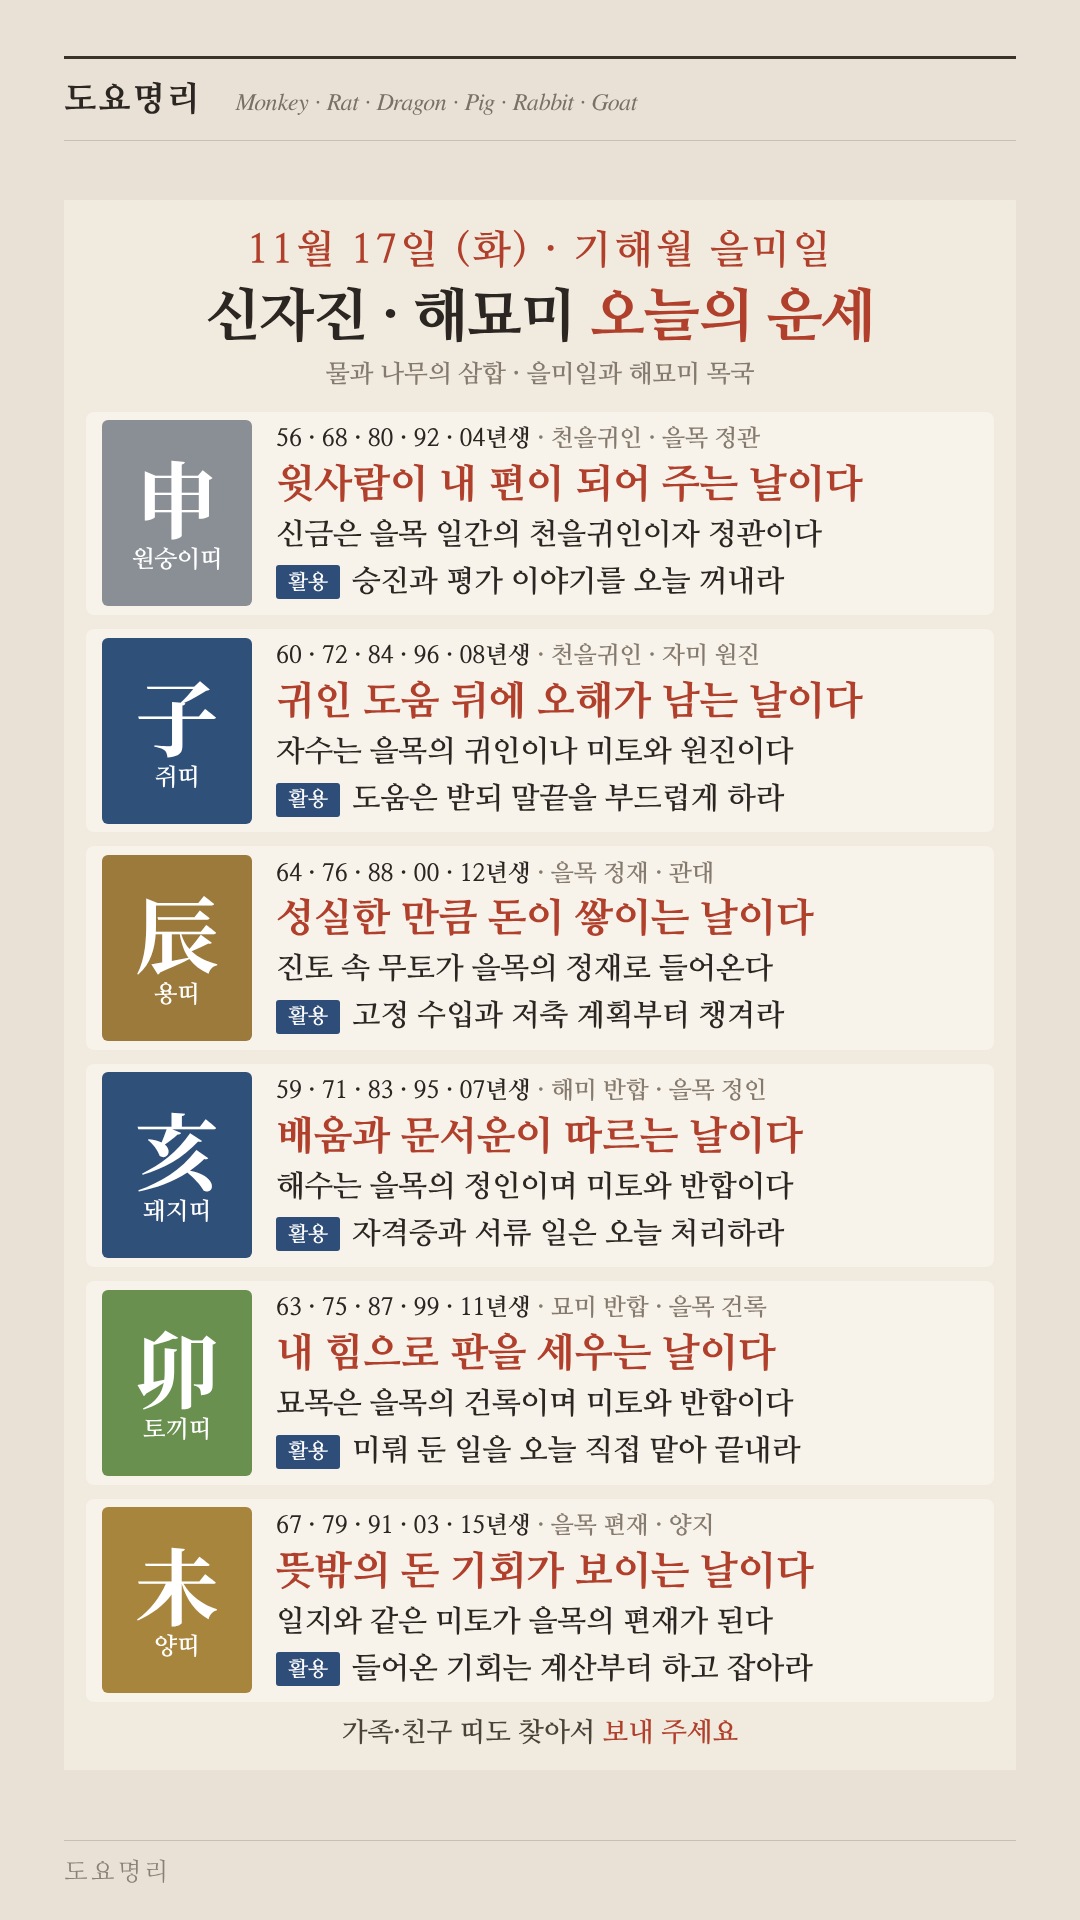 도요명리 Monkey · Rat · Dragon · Pig · Rabbit · Goat
11월 17일 (화) · 기해월 을미일
신자진 · 해묘미 오늘의 운세
물과 나무의 삼합 · 을미일과 해묘미 목국
申
원숭이띠
56 · 68 · 80 · 92 · 04년생 · 천을귀인 · 을목 정관
윗사람이 내 편이 되어 주는 날이다
신금은 을목 일간의 천을귀인이자 정관이다
활용 승진과 평가 이야기를 오늘 꺼내라
子
쥐띠
60 · 72 · 84 · 96 · 08년생 · 천을귀인 · 자미 원진
귀인 도움 뒤에 오해가 남는 날이다
자수는 을목의 귀인이나 미토와 원진이다
활용 도움은 받되 말끝을 부드럽게 하라
辰
용띠
64 · 76 · 88 · 00 · 12년생 · 을목 정재 · 관대
성실한 만큼 돈이 쌓이는 날이다
진토 속 무토가 을목의 정재로 들어온다
활용 고정 수입과 저축 계획부터 챙겨라
亥
돼지띠
59 · 71 · 83 · 95 · 07년생 · 해미 반합 · 을목 정인
배움과 문서운이 따르는 날이다
해수는 을목의 정인이며 미토와 반합이다
활용 자격증과 서류 일은 오늘 처리하라
卯
토끼띠
63 · 75 · 87 · 99 · 11년생 · 묘미 반합 · 을목 건록
내 힘으로 판을 세우는 날이다
묘목은 을목의 건록이며 미토와 반합이다
활용 미뤄 둔 일을 오늘 직접 맡아 끝내라
未
양띠
67 · 79 · 91 · 03 · 15년생 · 을목 편재 · 양지
뜻밖의 돈 기회가 보이는 날이다
일지와 같은 미토가 을목의 편재가 된다
활용 들어온 기회는 계산부터 하고 잡아라
가족·친구 띠도 찾아서 보내 주세요
도요명리